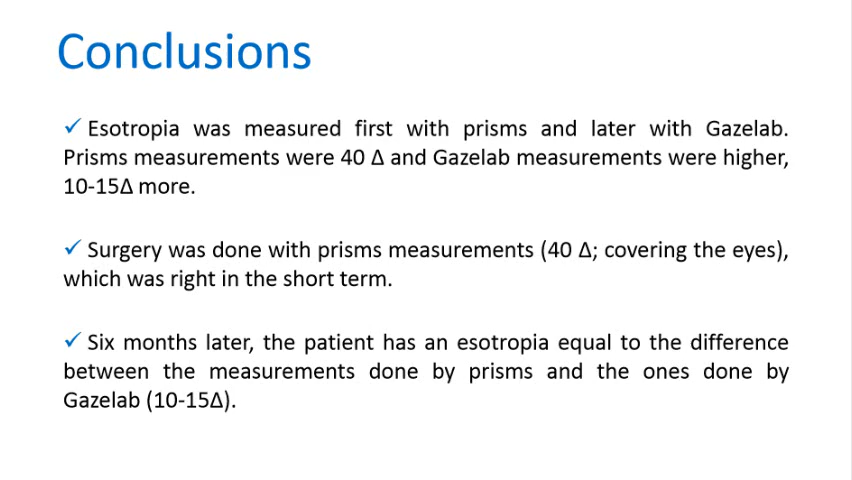 Conclusions
✓ Esotropia was measured first with prisms and later with Gazelab.
Prisms measurements were 40 Δ and Gazelab measurements were higher,
10-15Δ more.
✓ Surgery was done with prisms measurements (40 Δ; covering the eyes),
which was right in the short term.
✓ Six months later, the patient has an esotropia equal to the difference
between the measurements done by prisms and the ones done by
Gazelab (10-15Δ).